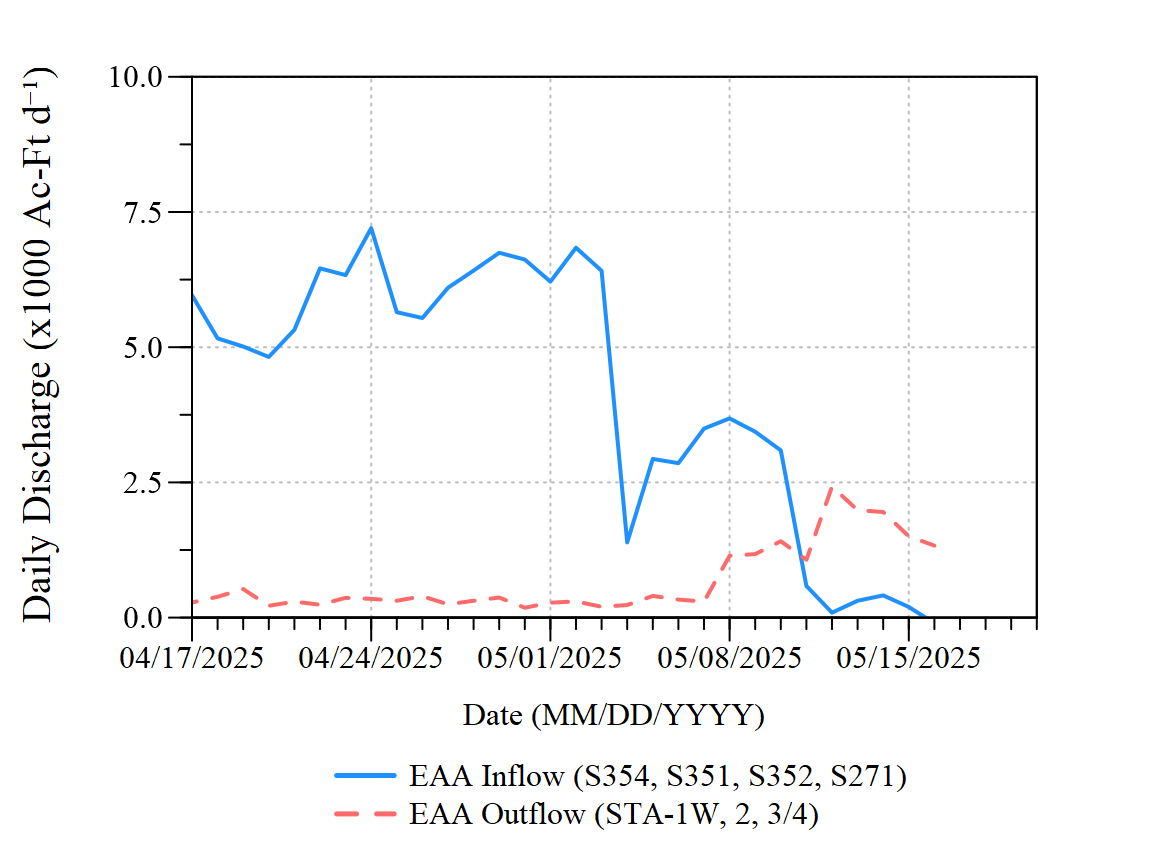 Daily Discharge (x1000 Ac-Ft d⁻¹)
10.0
7.5
5.0
2.5
0.0
04/17/2025 04/24/2025 05/01/2025 05/08/2025 05/15/2025
Date (MM/DD/YYYY)
EAA Inflow (S354, S351, S352, S271)
EAA Outflow (STA-1W, 2, 3/4)